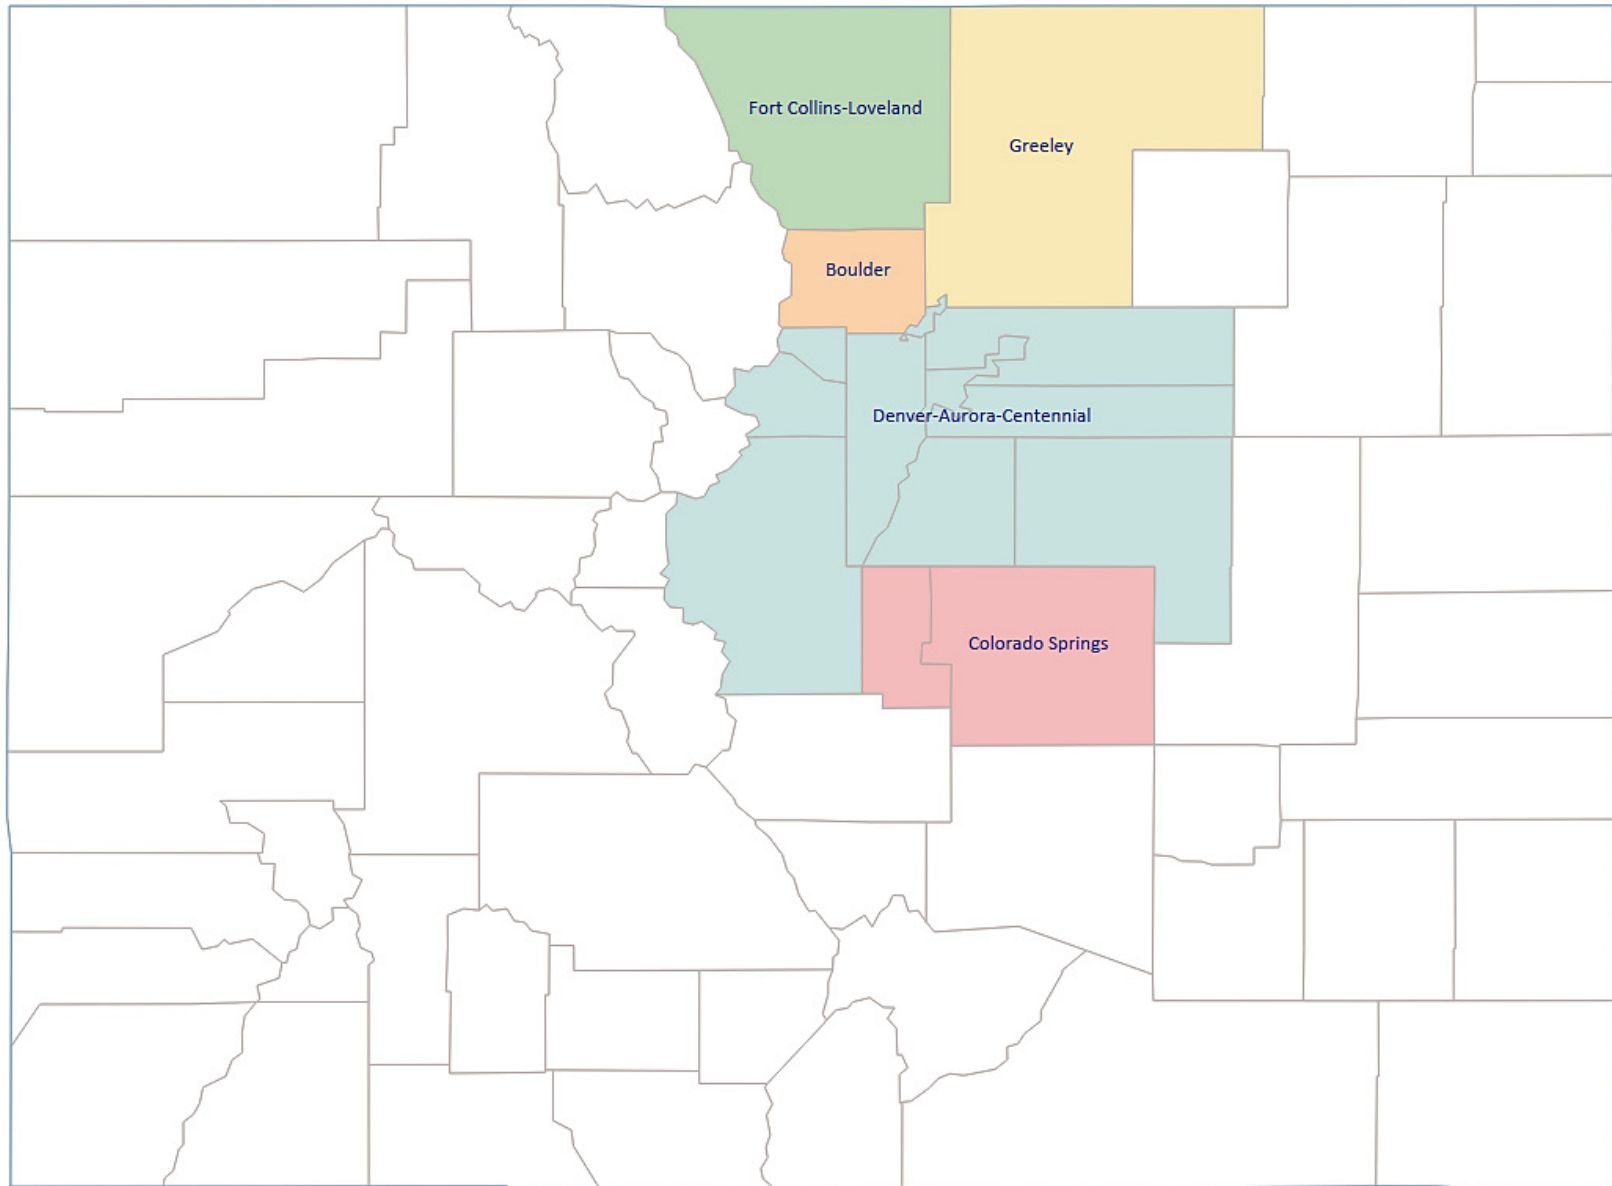 Fort Collins-Loveland
Greeley
Boulder
Denver-Aurora-Centennial
Colorado Springs